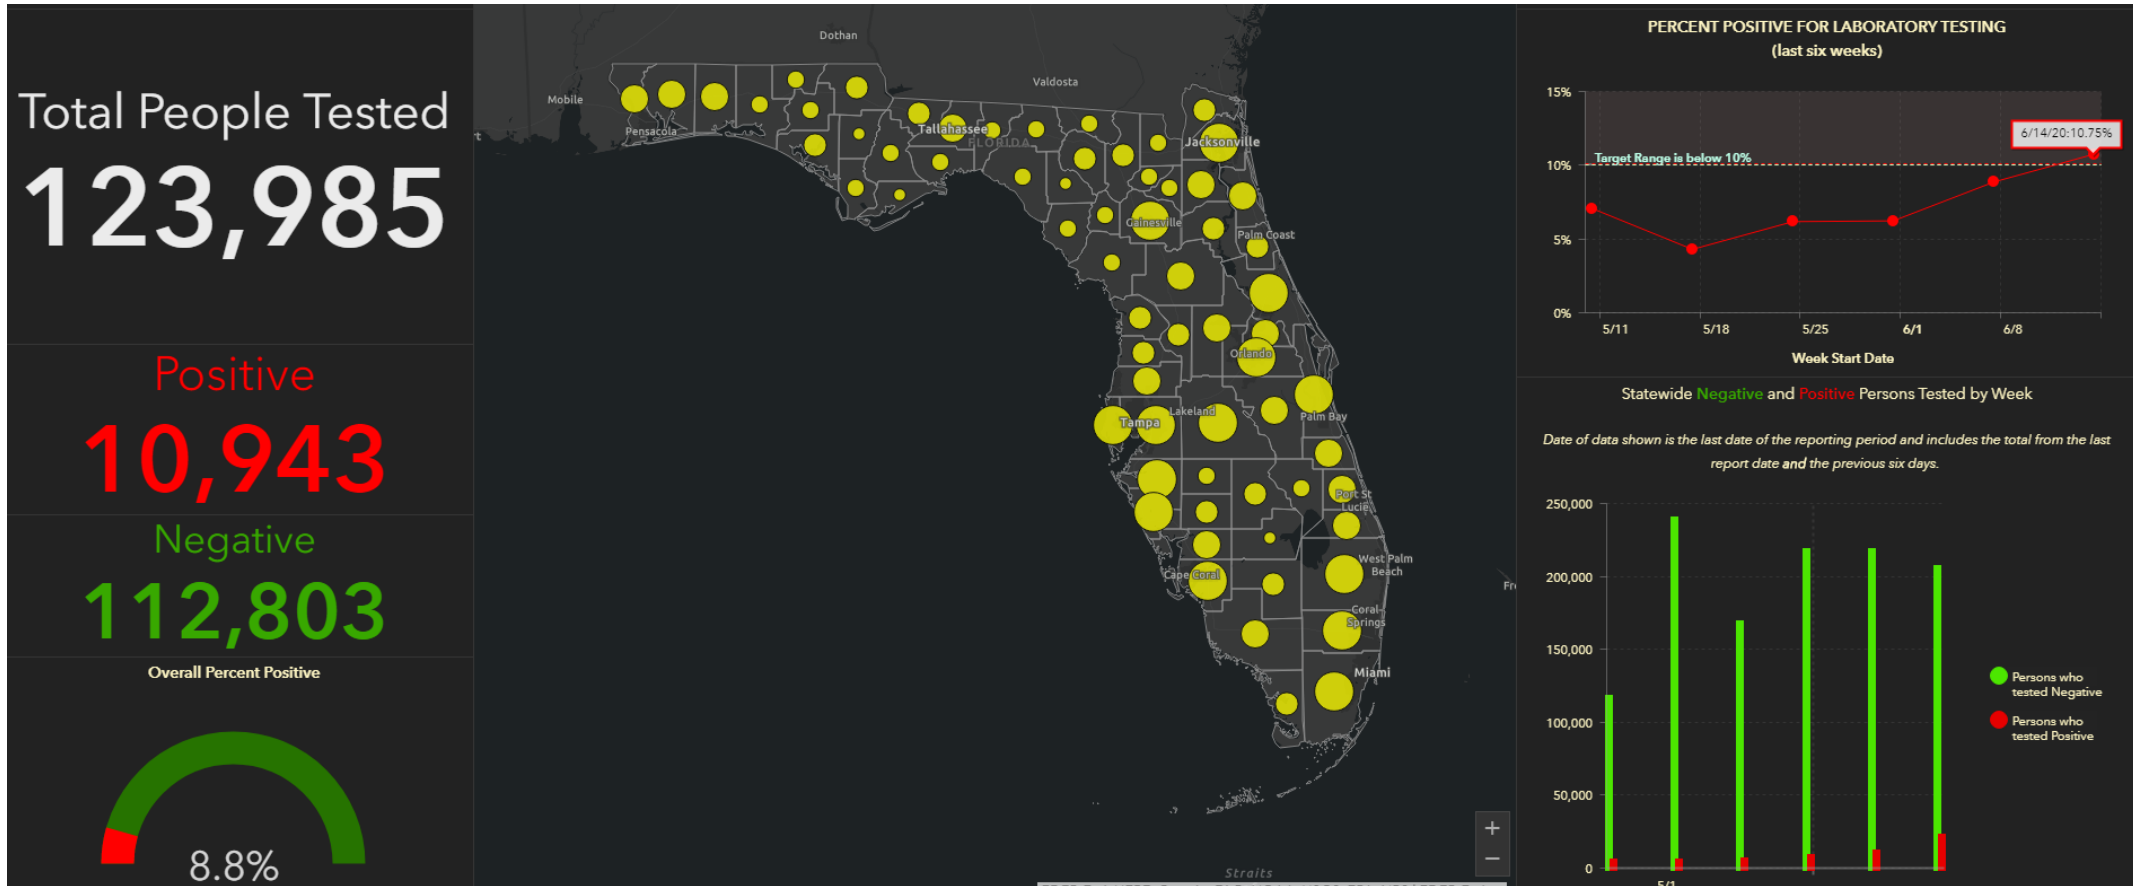 Total People Tested
123,985
Positive
10,943
Negative
112,803
Overall Percent Positive
8.8%
Dothan
Valdosta
Mobile
Pensacola
Tallahassee
FLORIDA
Jacksonville
Gainesville
Palm Coast
Orlando
Lakeland
Tampa
Palm Bay
Port St
Lucie
West Palm
Beach
Cape Coral
Coral
Springs
Miami
Straits
+
−
PERCENT POSITIVE FOR LABORATORY TESTING
(last six weeks)
15%
6/14/20:10.75%
Target Range is below 10%
10%
5%
0%
5/11 5/18 5/25 6/1 6/8
Week Start Date
Statewide Negative and Positive Persons Tested by Week
Date of data shown is the last date of the reporting period and includes the total from the last
report date and the previous six days.
250,000
200,000
150,000
100,000
50,000
0
Persons who
tested Negative
Persons who
tested Positive